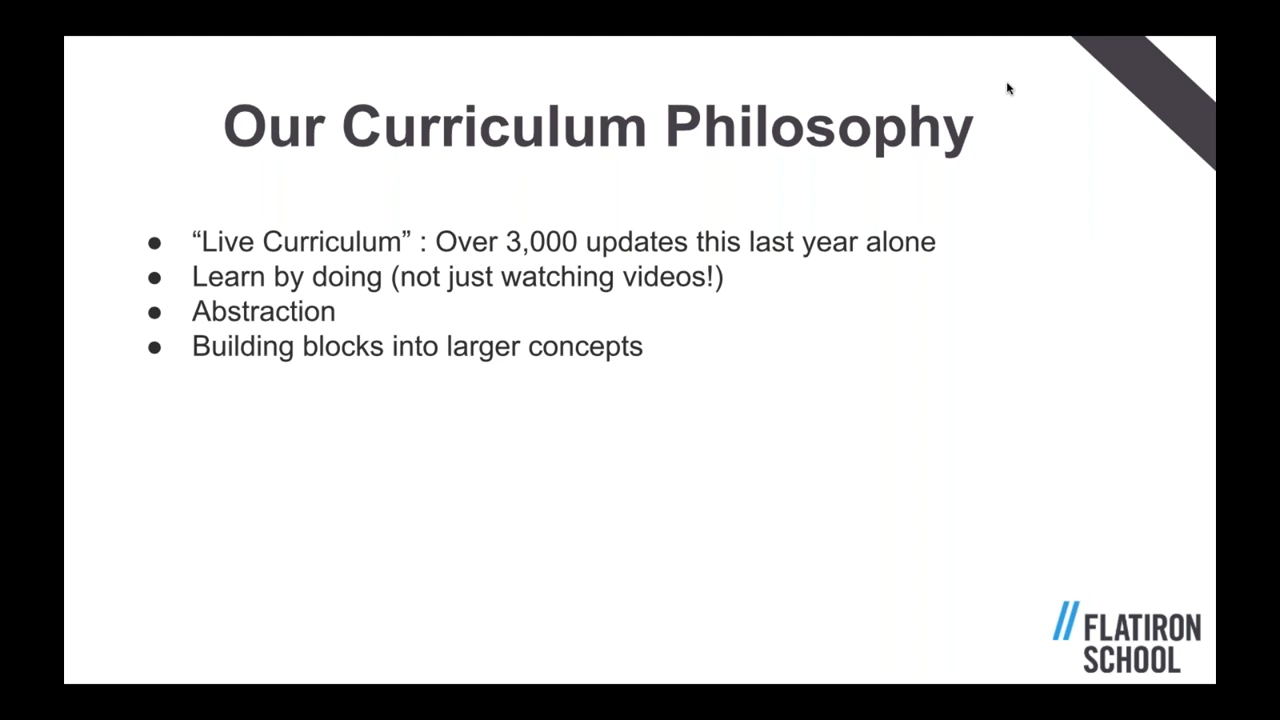 Our Curriculum Philosophy
● “Live Curriculum” : Over 3,000 updates this last year alone
● Learn by doing (not just watching videos!)
● Abstraction
● Building blocks into larger concepts
// FLATIRON
SCHOOL